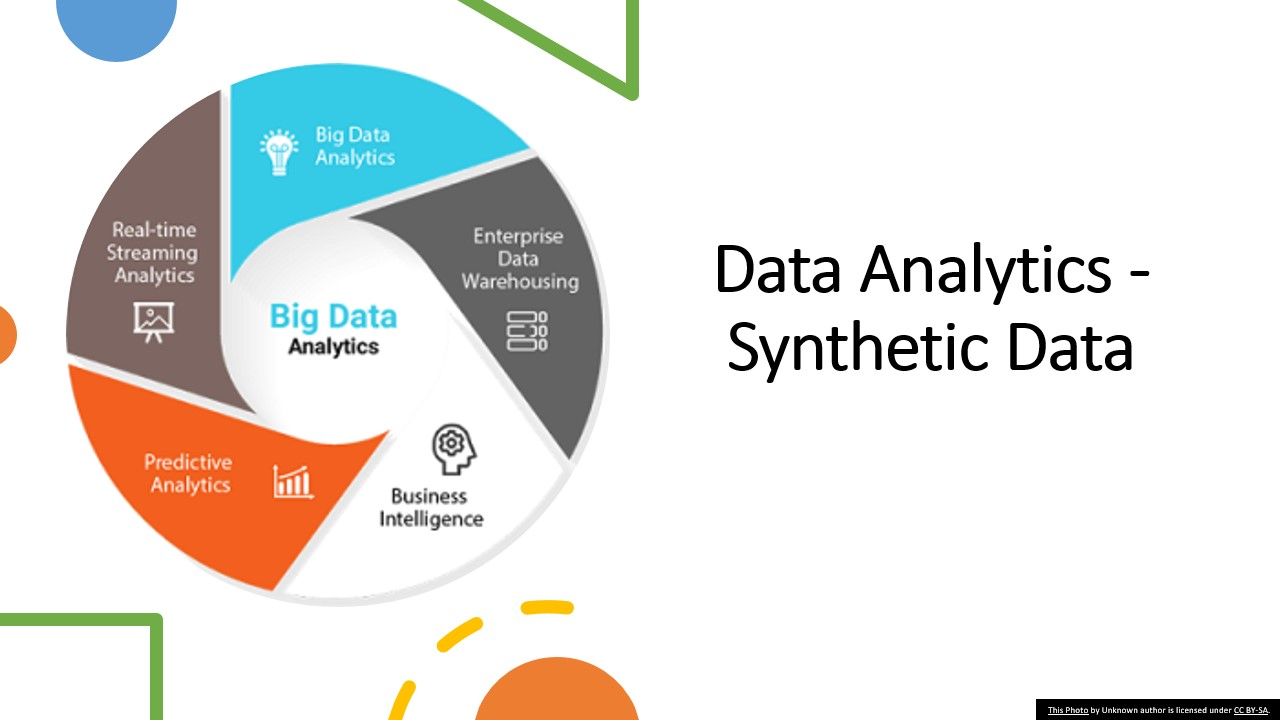 Big Data
Analytics
Enterprise
Data
Warehousing
Real-time
Streaming
Analytics
Big Data
Analytics
Predictive
Analytics
Business
Intelligence
Data Analytics -
Synthetic Data
This Photo by Unknown author is licensed under CC BY-SA.